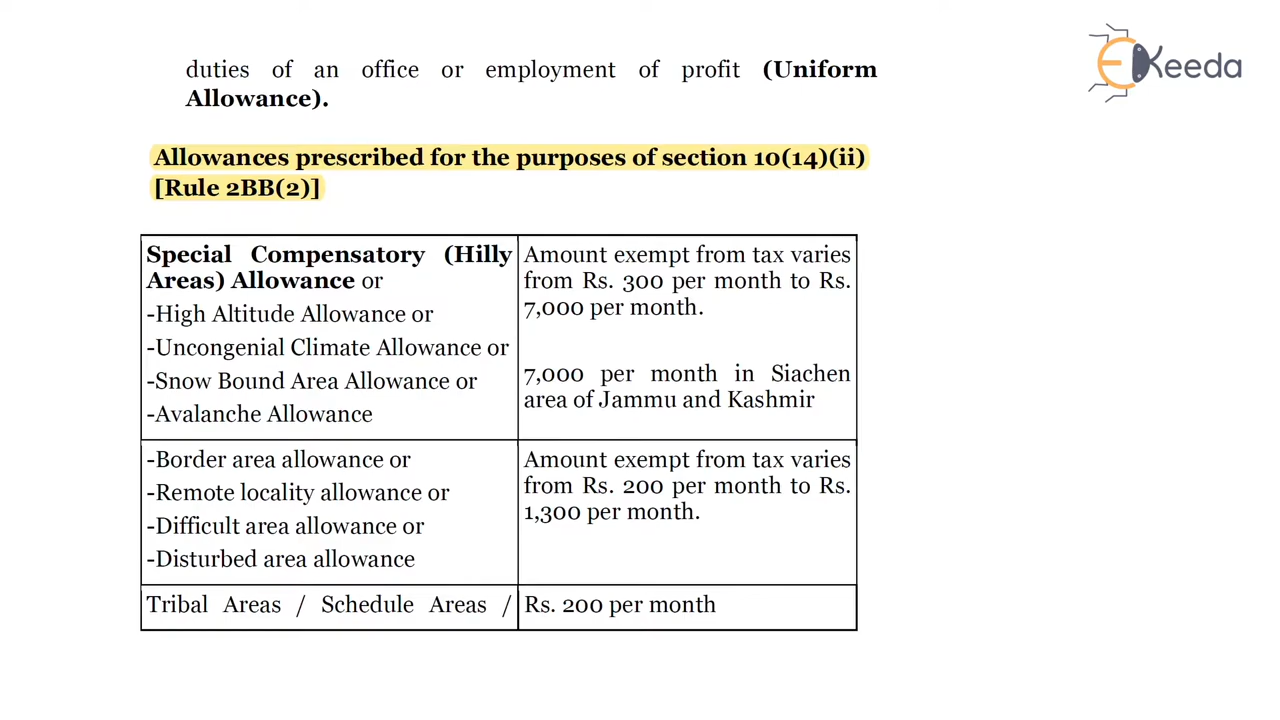 EKeeda
duties of an office or employment of profit (Uniform
Allowance).
Allowances prescribed for the purposes of section 10(14)(ii)
[Rule 2BB(2)]
Special Compensatory (Hilly
Areas) Allowance or
-High Altitude Allowance or
-Uncongenial Climate Allowance or
-Snow Bound Area Allowance or
-Avalanche Allowance
Amount exempt from tax varies
from Rs. 300 per month to Rs.
7,000 per month.
7,000 per month in Siachen
area of Jammu and Kashmir
-Border area allowance or
-Remote locality allowance or
-Difficult area allowance or
-Disturbed area allowance
Amount exempt from tax varies
from Rs. 200 per month to Rs.
1,300 per month.
Tribal Areas / Schedule Areas /
Rs. 200 per month